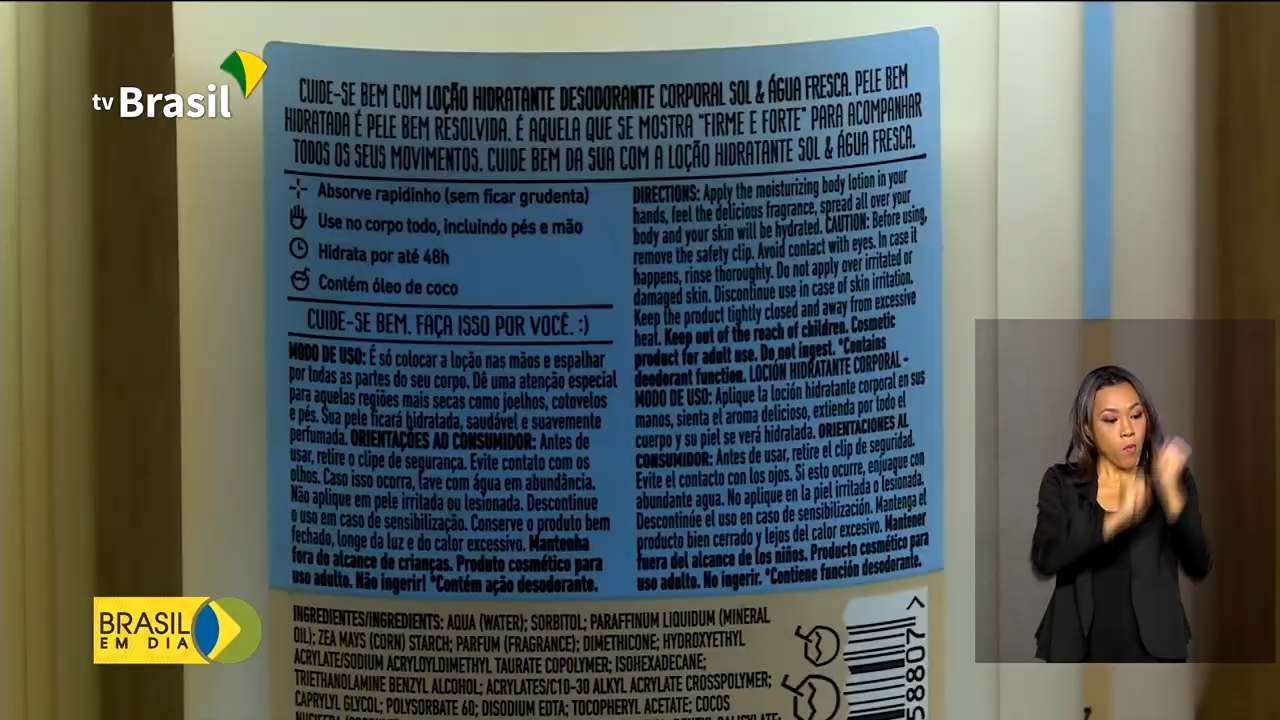 tv Brasil
CUIDE-SE BEM COM LOÇÃO HIDRATANTE DESODORANTE CORPORAL SOL & ÁGUA FRESCA. PELE BEM
HIDRATADA É PELE BEM RESOLVIDA. É AQUELA QUE SE MOSTRA "FIRME E FORTE" PARA ACOMPANHAR
TODOS OS SEUS MOVIMENTOS. CUIDE BEM DA SUA COM A LOÇÃO HIDRATANTE SOL & ÁGUA FRESCA.
Absorve rapidinho (sem ficar grudenta)
Use no corpo todo, incluindo pés e mão
Hidrata por até 48h
Contém óleo de coco
CUIDE-SE BEM. FAÇA ISSO POR VOCÊ. :)
MODO DE USO: É só colocar a loção nas mãos e espalhar
por todas as partes do seu corpo. Dê uma atenção especial
para aquelas regiões mais secas como joelhos, cotovelos
e pés. Sua pele ficará hidratada, saudável e suavemente
perfumada. ORIENTAÇÕES AO CONSUMIDOR: Antes de
usar, retire o clipe de segurança. Evite contato com os
olhos. Caso isso ocorra, lave com água em abundância.
Não aplique em pele irritada ou lesionada. Descontinue
o uso em caso de sensibilização. Conserve o produto bem
fechado, longe da luz e do calor excessivo. Mantenha
fora do alcance de crianças. Produto cosmético para
uso adulto. Não ingerir! *Contém ação desodorante.
DIRECTIONS: Apply the moisturizing body lotion in your
hands, feel the delicious fragrance, spread all over your
body and your skin will be hydrated. CAUTION: Before using,
remove the safety clip. Avoid contact with eyes. In case it
happens, rinse thoroughly. Do not apply over irritated or
damaged skin. Discontinue use in case of skin irritation.
Keep the product tightly closed and away from excessive
heat. Keep out of the reach of children. Cosmetic
product for adult use. Do not ingest. *Contains
deodorant function. LOCIÓN HIDRATANTE CORPORAL -
MODO DE USO: Aplique la loción hidratante corporal en sus
manos, sienta el aroma delicioso, extienda por todo el
cuerpo y su piel se verá hidratada. ORIENTACIONES AL
CONSUMIDOR: Antes de usar, retire el clip de seguridad.
Evite el contacto con los ojos. Si esto ocurre, enjuague con
abundante agua. No aplique en la piel irritada o lesionada.
Descontinúe el uso en caso de sensibilización. Mantenga el
producto bien cerrado y lejos del calor excesivo. Mantener
fuera del alcance de los niños. Producto cosmético para
uso adulto. No ingerir. *Contiene función desodorante.
INGREDIENTES/INGREDIENTS: AQUA (WATER); SORBITOL; PARAFFINUM LIQUIDUM (MINERAL
OIL); ZEA MAYS (CORN) STARCH; PARFUM (FRAGRANCE); DIMETHICONE; HYDROXYETHYL
ACRYLATE/SODIUM ACRYLOYLDIMETHYL TAURATE COPOLYMER; ISOHEXADECANE;
TRIETHANOLAMINE BENZYL ALCOHOL; ACRYLATES/C10-30 ALKYL ACRYLATE CROSSPOLYMER;
CAPRYLYL GLYCOL; POLYSORBATE 60; DISODIUM EDTA; TOCOPHERYL ACETATE; COCOS
58807>
BRASIL
EM DIA